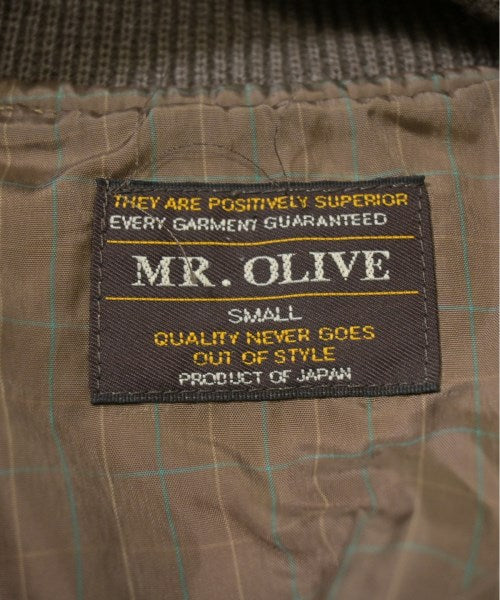 THEY ARE POSITIVELY SUPERIOR
EVERY GARMENT GUARANTEED
MR. OLIVE
SMALL
QUALITY NEVER GOES
OUT OF STYLE
PRODUCT OF JAPAN